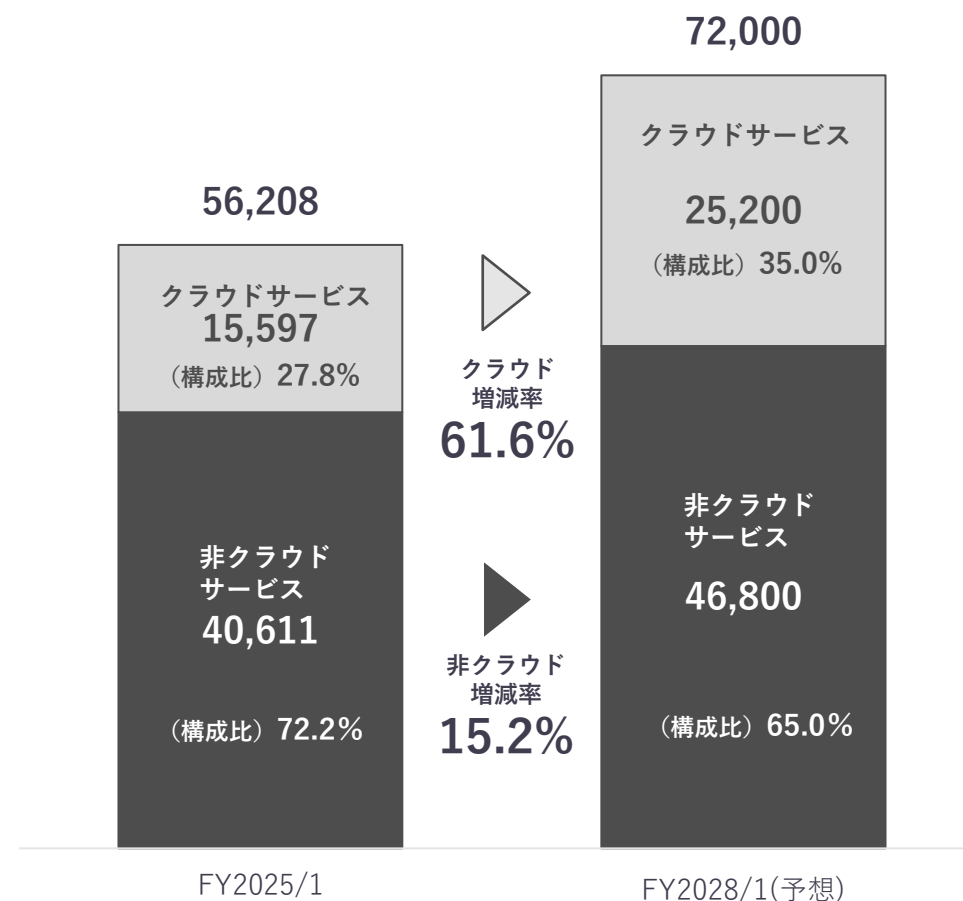 56,208
クラウドサービス
15,597
（構成比）27.8%
非クラウド
サービス
40,611
（構成比）72.2%
FY2025/1
クラウド
増減率
61.6%
非クラウド
増減率
15.2%
72,000
クラウドサービス
25,200
（構成比）35.0%
非クラウド
サービス
46,800
（構成比）65.0%
FY2028/1(予想)